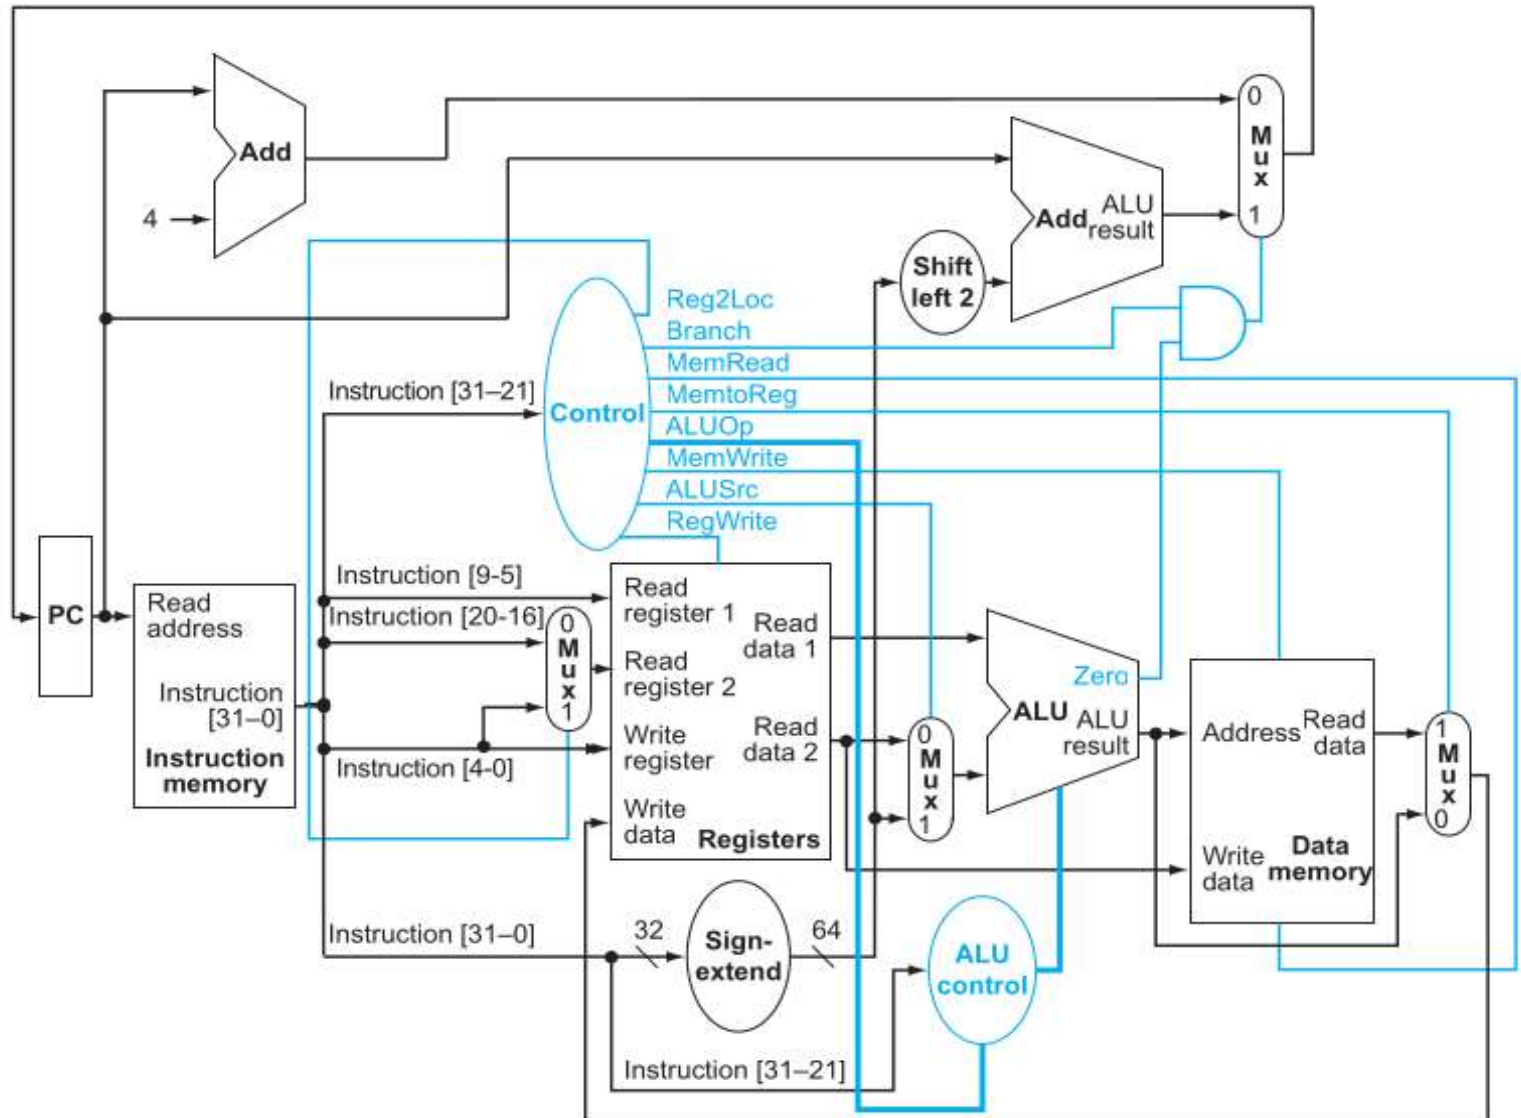 0
Mux
1
Add
4
Add
ALU
result
Shift
left 2
Reg2Loc
Branch
MemRead
MemtoReg
ALUOp
MemWrite
ALUSrc
RegWrite
Instruction [31–21]
Control
PC
Read
address
Instruction
[31–0]
Instruction
memory
Instruction [9-5]
Instruction [20-16]
Instruction [4-0]
0
Mux
1
Read
register 1
Read
register 2
Write
register
Write
data
Read
data 1
Read
data 2
Registers
0
Mux
1
Zero
ALU
ALU
result
Address
Read
data
Write
data
Data
memory
1
Mux
0
Instruction [31–0]
32
Sign-
extend
64
ALU
control
Instruction [31–21]